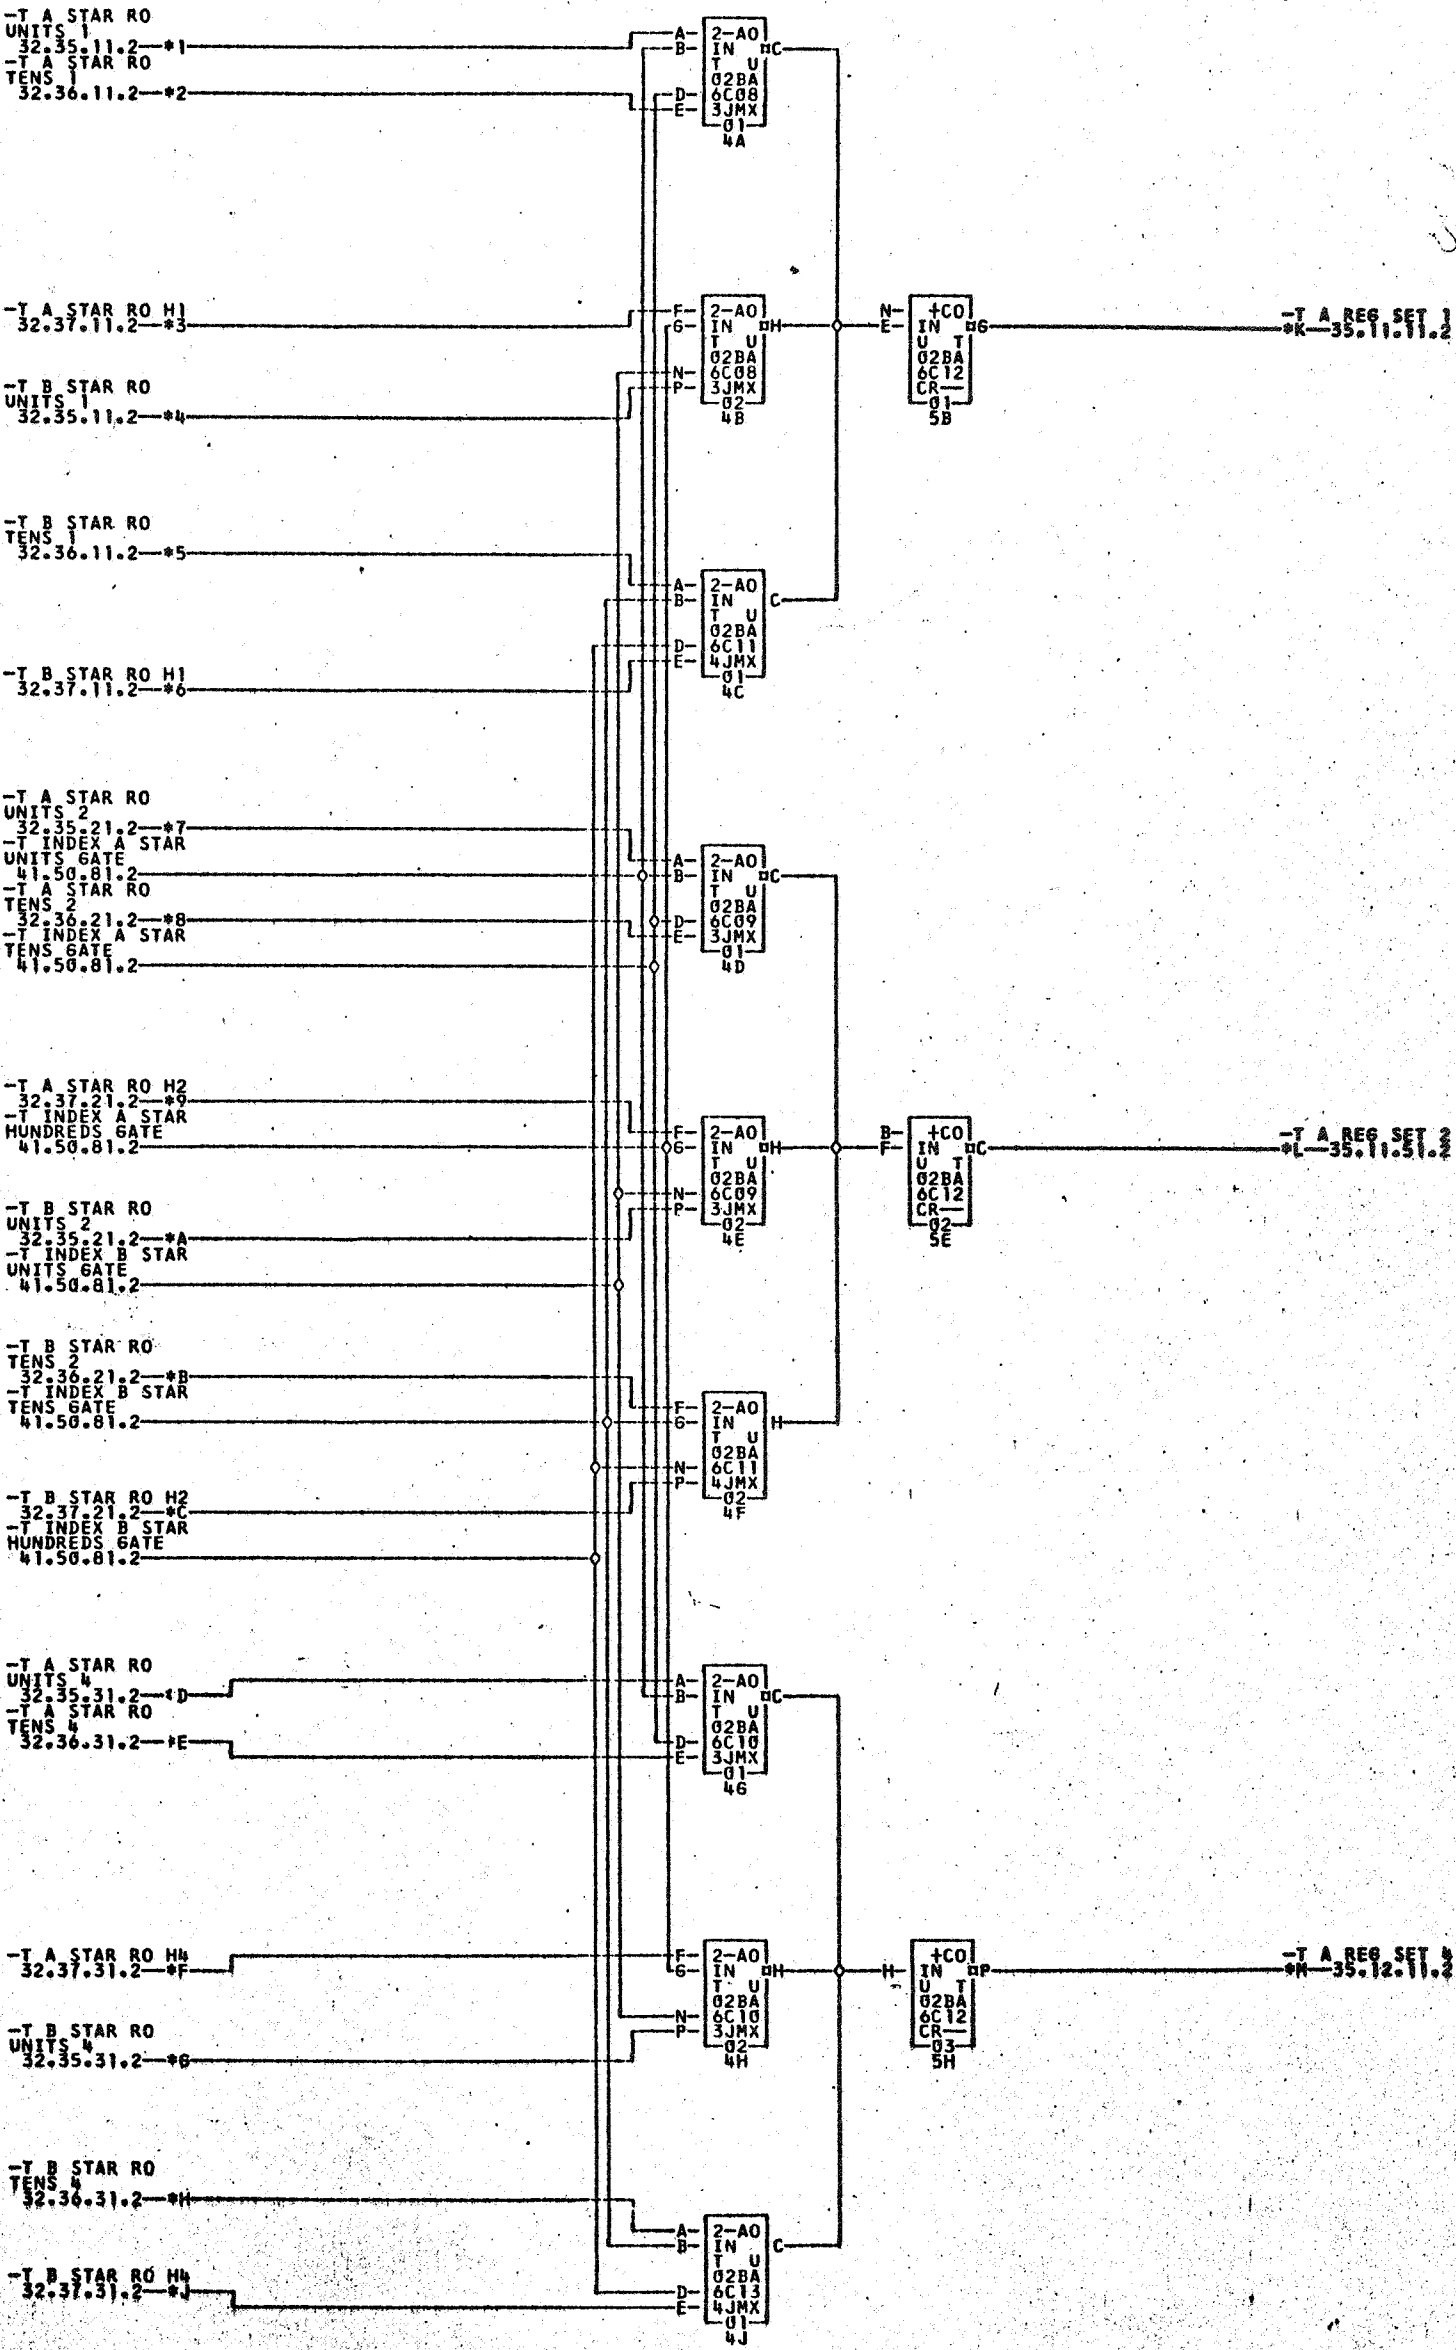 -T A STAR RO
UNITS 1
32.35.11.2—*1
-T A STAR RO
TENS 1
32.36.11.2—*2
A- 2-AO
B- IN ¤C
T U
02BA
D- 6C08
E- 3JMX
01
4A
-T A STAR RO H1
32.37.11.2—*3
-T B STAR RO
UNITS 1
32.35.11.2—*4
F- 2-AO
G- IN ¤H
T U
02BA
N- 6C08
P- 3JMX
02
4B
N- +CO
E- IN ¤G
U T
02BA
6C12
CR—
01
5B
-T A REG SET 1
*K—35.11.11.2
-T B STAR RO
TENS 1
32.36.11.2—*5
-T B STAR RO H1
32.37.11.2—*6
A- 2-AO
B- IN C
T U
02BA
D- 6C11
E- 4JMX
01
4C
-T A STAR RO
UNITS 2
32.35.21.2—*7
-T INDEX A STAR
UNITS GATE
41.50.81.2
-T A STAR RO
TENS 2
32.36.21.2—*8
-T INDEX A STAR
TENS GATE
41.50.81.2
A- 2-AO
B- IN ¤C
T U
02BA
D- 6C09
E- 3JMX
01
4D
-T A STAR RO H2
32.37.21.2—*9
-T INDEX A STAR
HUNDREDS GATE
41.50.81.2
-T B STAR RO
UNITS 2
32.35.21.2—*A
-T INDEX B STAR
UNITS GATE
41.50.81.2
F- 2-AO
G- IN ¤H
T U
02BA
N- 6C09
P- 3JMX
02
4E
B- +CO
F- IN ¤C
U T
02BA
6C12
CR—
02
5E
-T A REG SET 2
*L—35.11.51.2
-T B STAR RO
TENS 2
32.36.21.2—*B
-T INDEX B STAR
TENS GATE
41.50.81.2
-T B STAR RO H2
32.37.21.2—*C
-T INDEX B STAR
HUNDREDS GATE
41.50.81.2
F- 2-AO
G- IN H
T U
02BA
N- 6C11
P- 4JMX
02
4F
-T A STAR RO
UNITS 4
32.35.31.2—*D
-T A STAR RO
TENS 4
32.36.31.2—*E
A- 2-AO
B- IN ¤C
T U
02BA
D- 6C10
E- 3JMX
01
4G
-T A STAR RO H4
32.37.31.2—*F
-T B STAR RO
UNITS 4
32.35.31.2—*G
F- 2-AO
G- IN ¤H
T U
02BA
N- 6C10
P- 3JMX
02
4H
+CO
H- IN ¤P
U T
02BA
6C12
CR—
03
5H
-T A REG SET 4
*M—35.12.11.2
-T B STAR RO
TENS 4
32.36.31.2—*H
-T B STAR RO H4
32.37.31.2—*J
A- 2-AO
B- IN C
T U
02BA
D- 6C13
E- 4JMX
01
4J